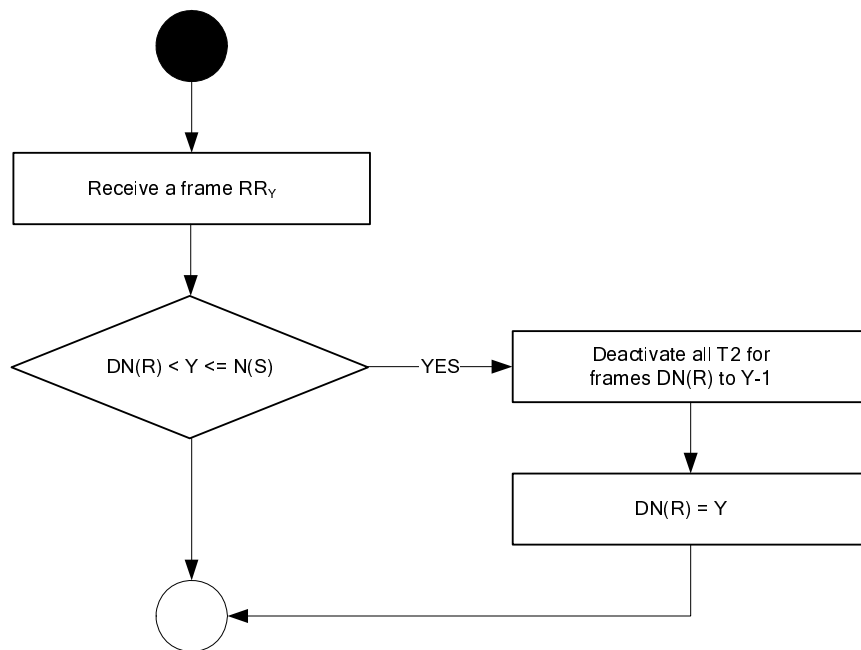 Receive a frame RRY
DN(R) < Y <= N(S)
YES
Deactivate all T2 for
frames DN(R) to Y-1
DN(R) = Y